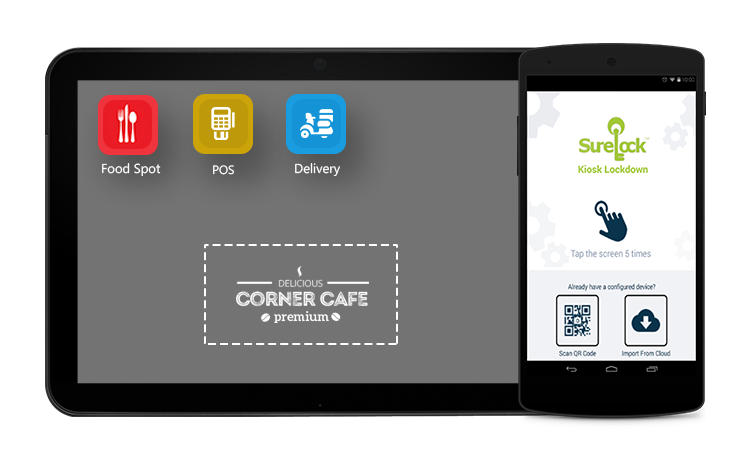 Food Spot
POS
Delivery
DELICIOUS
CORNER CAFE
premium
10:00
SureLock™
Kiosk Lockdown
Tap the screen 5 times
Already have a configured device?
Scan QR Code
Import From Cloud